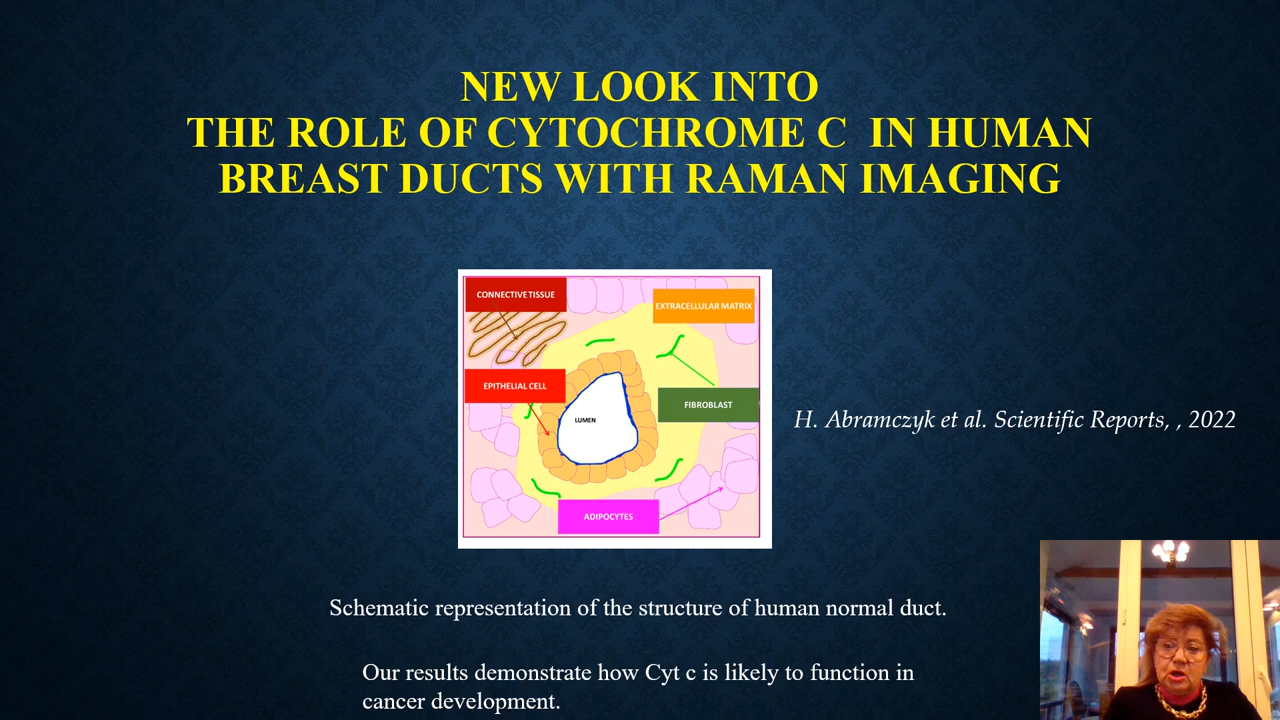 NEW LOOK INTO
THE ROLE OF CYTOCHROME C IN HUMAN
BREAST DUCTS WITH RAMAN IMAGING
CONNECTIVE TISSUE
EXTRACELLULAR MATRIX
EPITHELIAL CELL
FIBROBLAST
LUMEN
H. Abramczyk et al. Scientific Reports, , 2022
ADIPOCYTES
Schematic representation of the structure of human normal duct.
Our results demonstrate how Cyt c is likely to function in
cancer development.